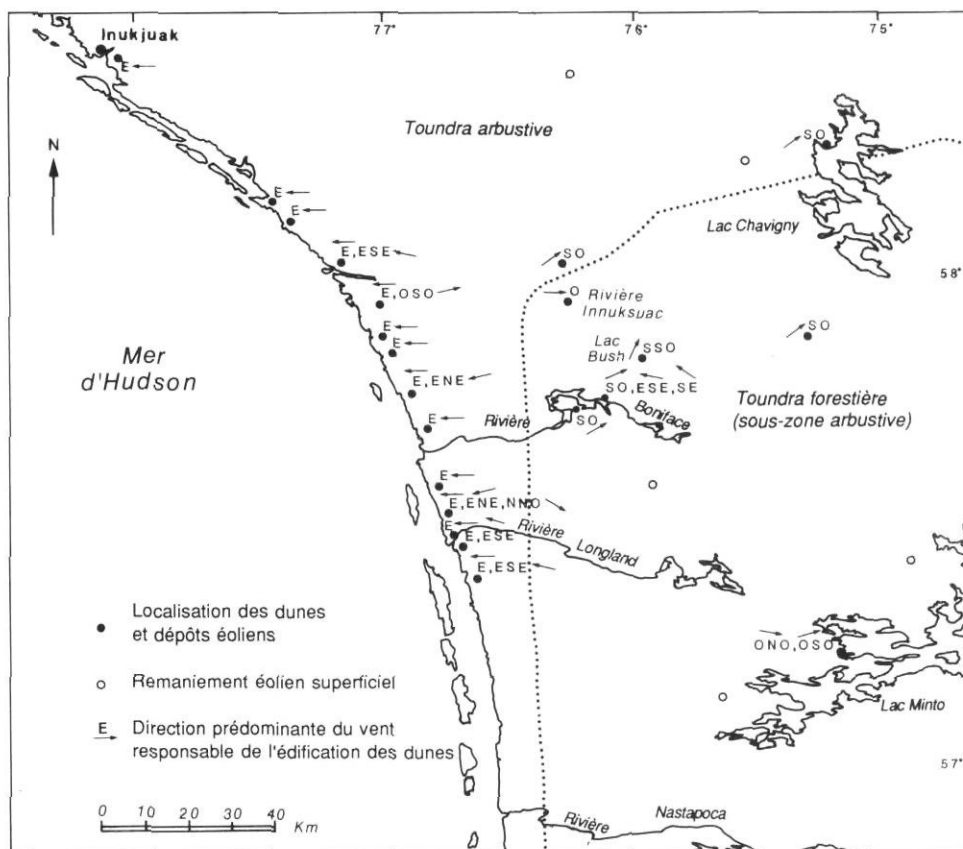 77°
76°
75°
Inukjuak
E
N
Toundra arbustive
SO
E
E
Lac Chavigny
E,ESE
SO
58°
E,OSO
O
Rivière
Innuksuac
SO
E
E
Lac
Bush
SSO
Mer
d'Hudson
E,ENE
SO,ESE,SE
Toundra forestière
(sous-zone arbustive)
E
Rivière
SO
Boniface
E
E,ENE,NNO
E
E,ESE
Rivière
Longland
E,ESE
Localisation des dunes
et dépôts éoliens
ONO,OSO
Remaniement éolien superficiel
Lac Minto
E
Direction prédominante du vent
responsable de l'édification des dunes
57°
0 10 20 30 40
Km
Rivière
Nastapoca